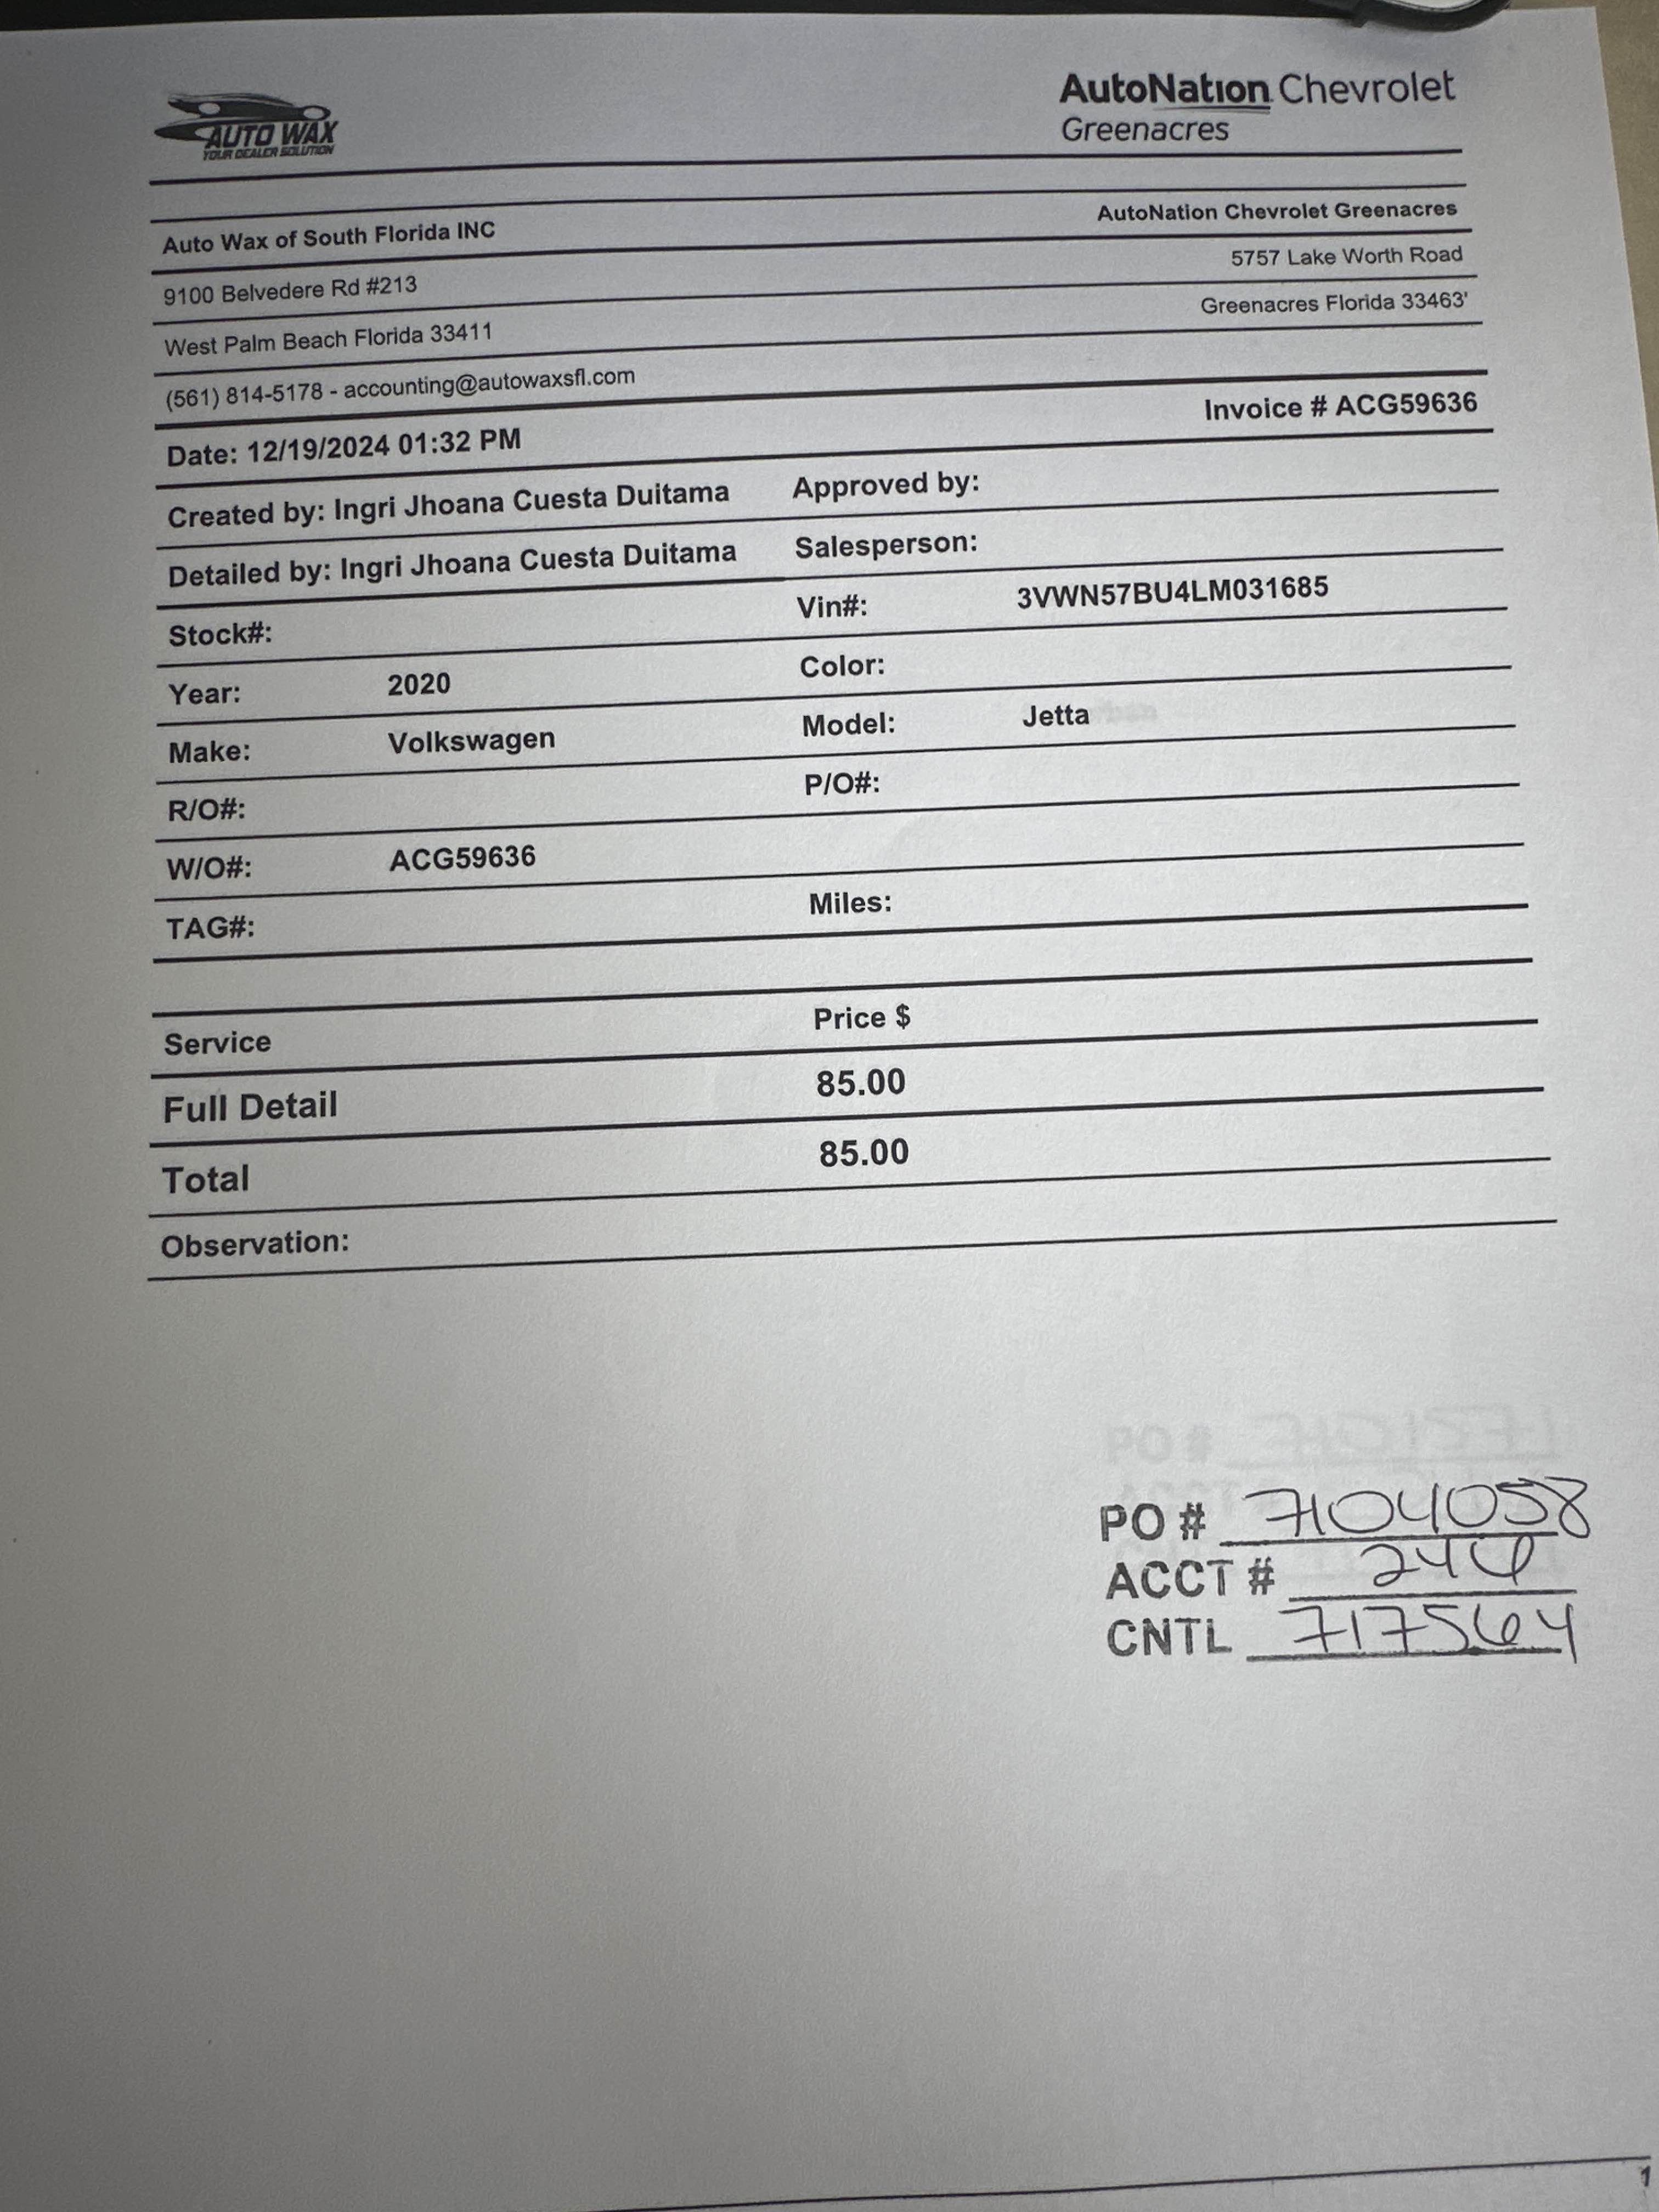 AUTO WAX
YOUR DEALER SOLUTION
AutoNation Chevrolet
Greenacres
Auto Wax of South Florida INC
AutoNation Chevrolet Greenacres
9100 Belvedere Rd #213
5757 Lake Worth Road
West Palm Beach Florida 33411
Greenacres Florida 33463'
(561) 814-5178 - accounting@autowaxsfl.com
Date: 12/19/2024 01:32 PM
Invoice # ACG59636
Created by: Ingri Jhoana Cuesta Duitama Approved by:
Detailed by: Ingri Jhoana Cuesta Duitama Salesperson:
Stock#: Vin#: 3VWN57BU4LM031685
Year: 2020 Color:
Make: Volkswagen Model: Jetta
R/O#: P/O#:
W/O#: ACG59636
TAG#: Miles:
Service Price $
Full Detail 85.00
Total 85.00
Observation:
PO #
PO # 7104058
ACCT # 246
CNTL 717564
1